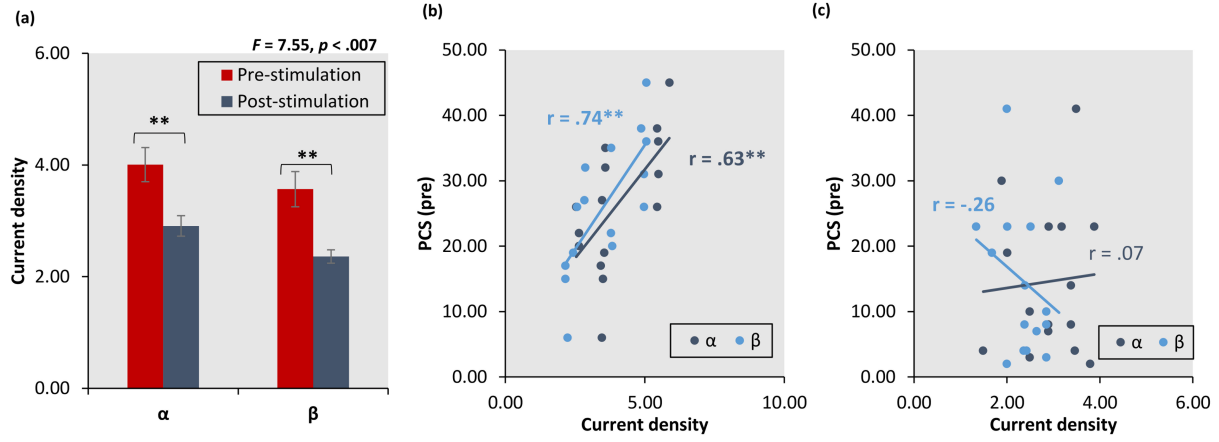 (a)
F = 7.55, p < .007
6.00
4.00
2.00
0.00
Current density
Pre-stimulation
Post-stimulation
**
**
α
β
(b)
50.00
40.00
30.00
20.00
10.00
0.00
PCS (pre)
r = .74**
r = .63**
α
β
0.00
5.00
10.00
Current density
(c)
50.00
40.00
30.00
20.00
10.00
0.00
PCS (pre)
r = -.26
r = .07
α
β
0.00
2.00
4.00
6.00
Current density